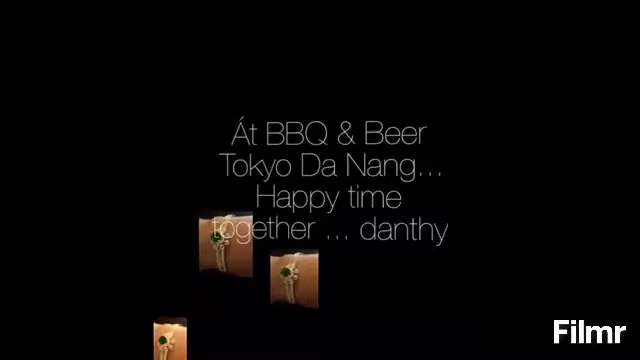 Át BBQ & Beer
Tokyo Da Nang...
Happy time
together ... danthy
Filmr